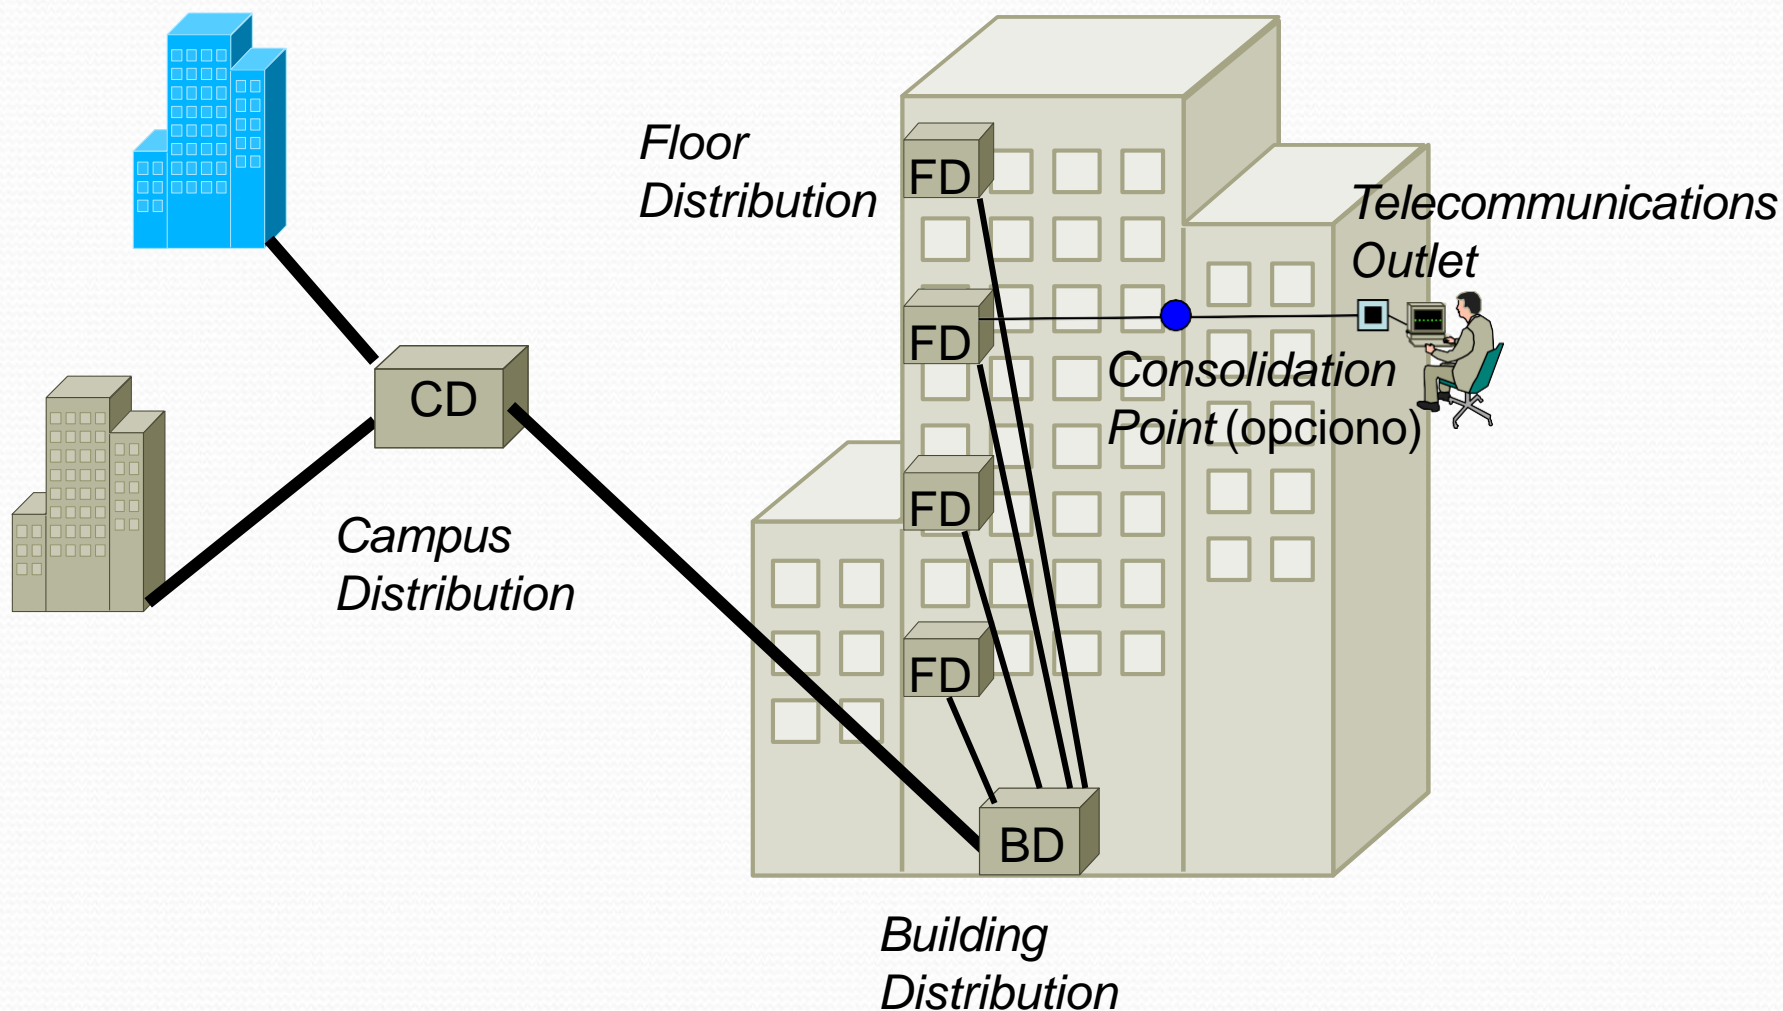 Floor
Distribution
FD
Telecommunications
Outlet
FD
Consolidation
Point (opciono)
CD
FD
Campus
Distribution
FD
BD
Building
Distribution